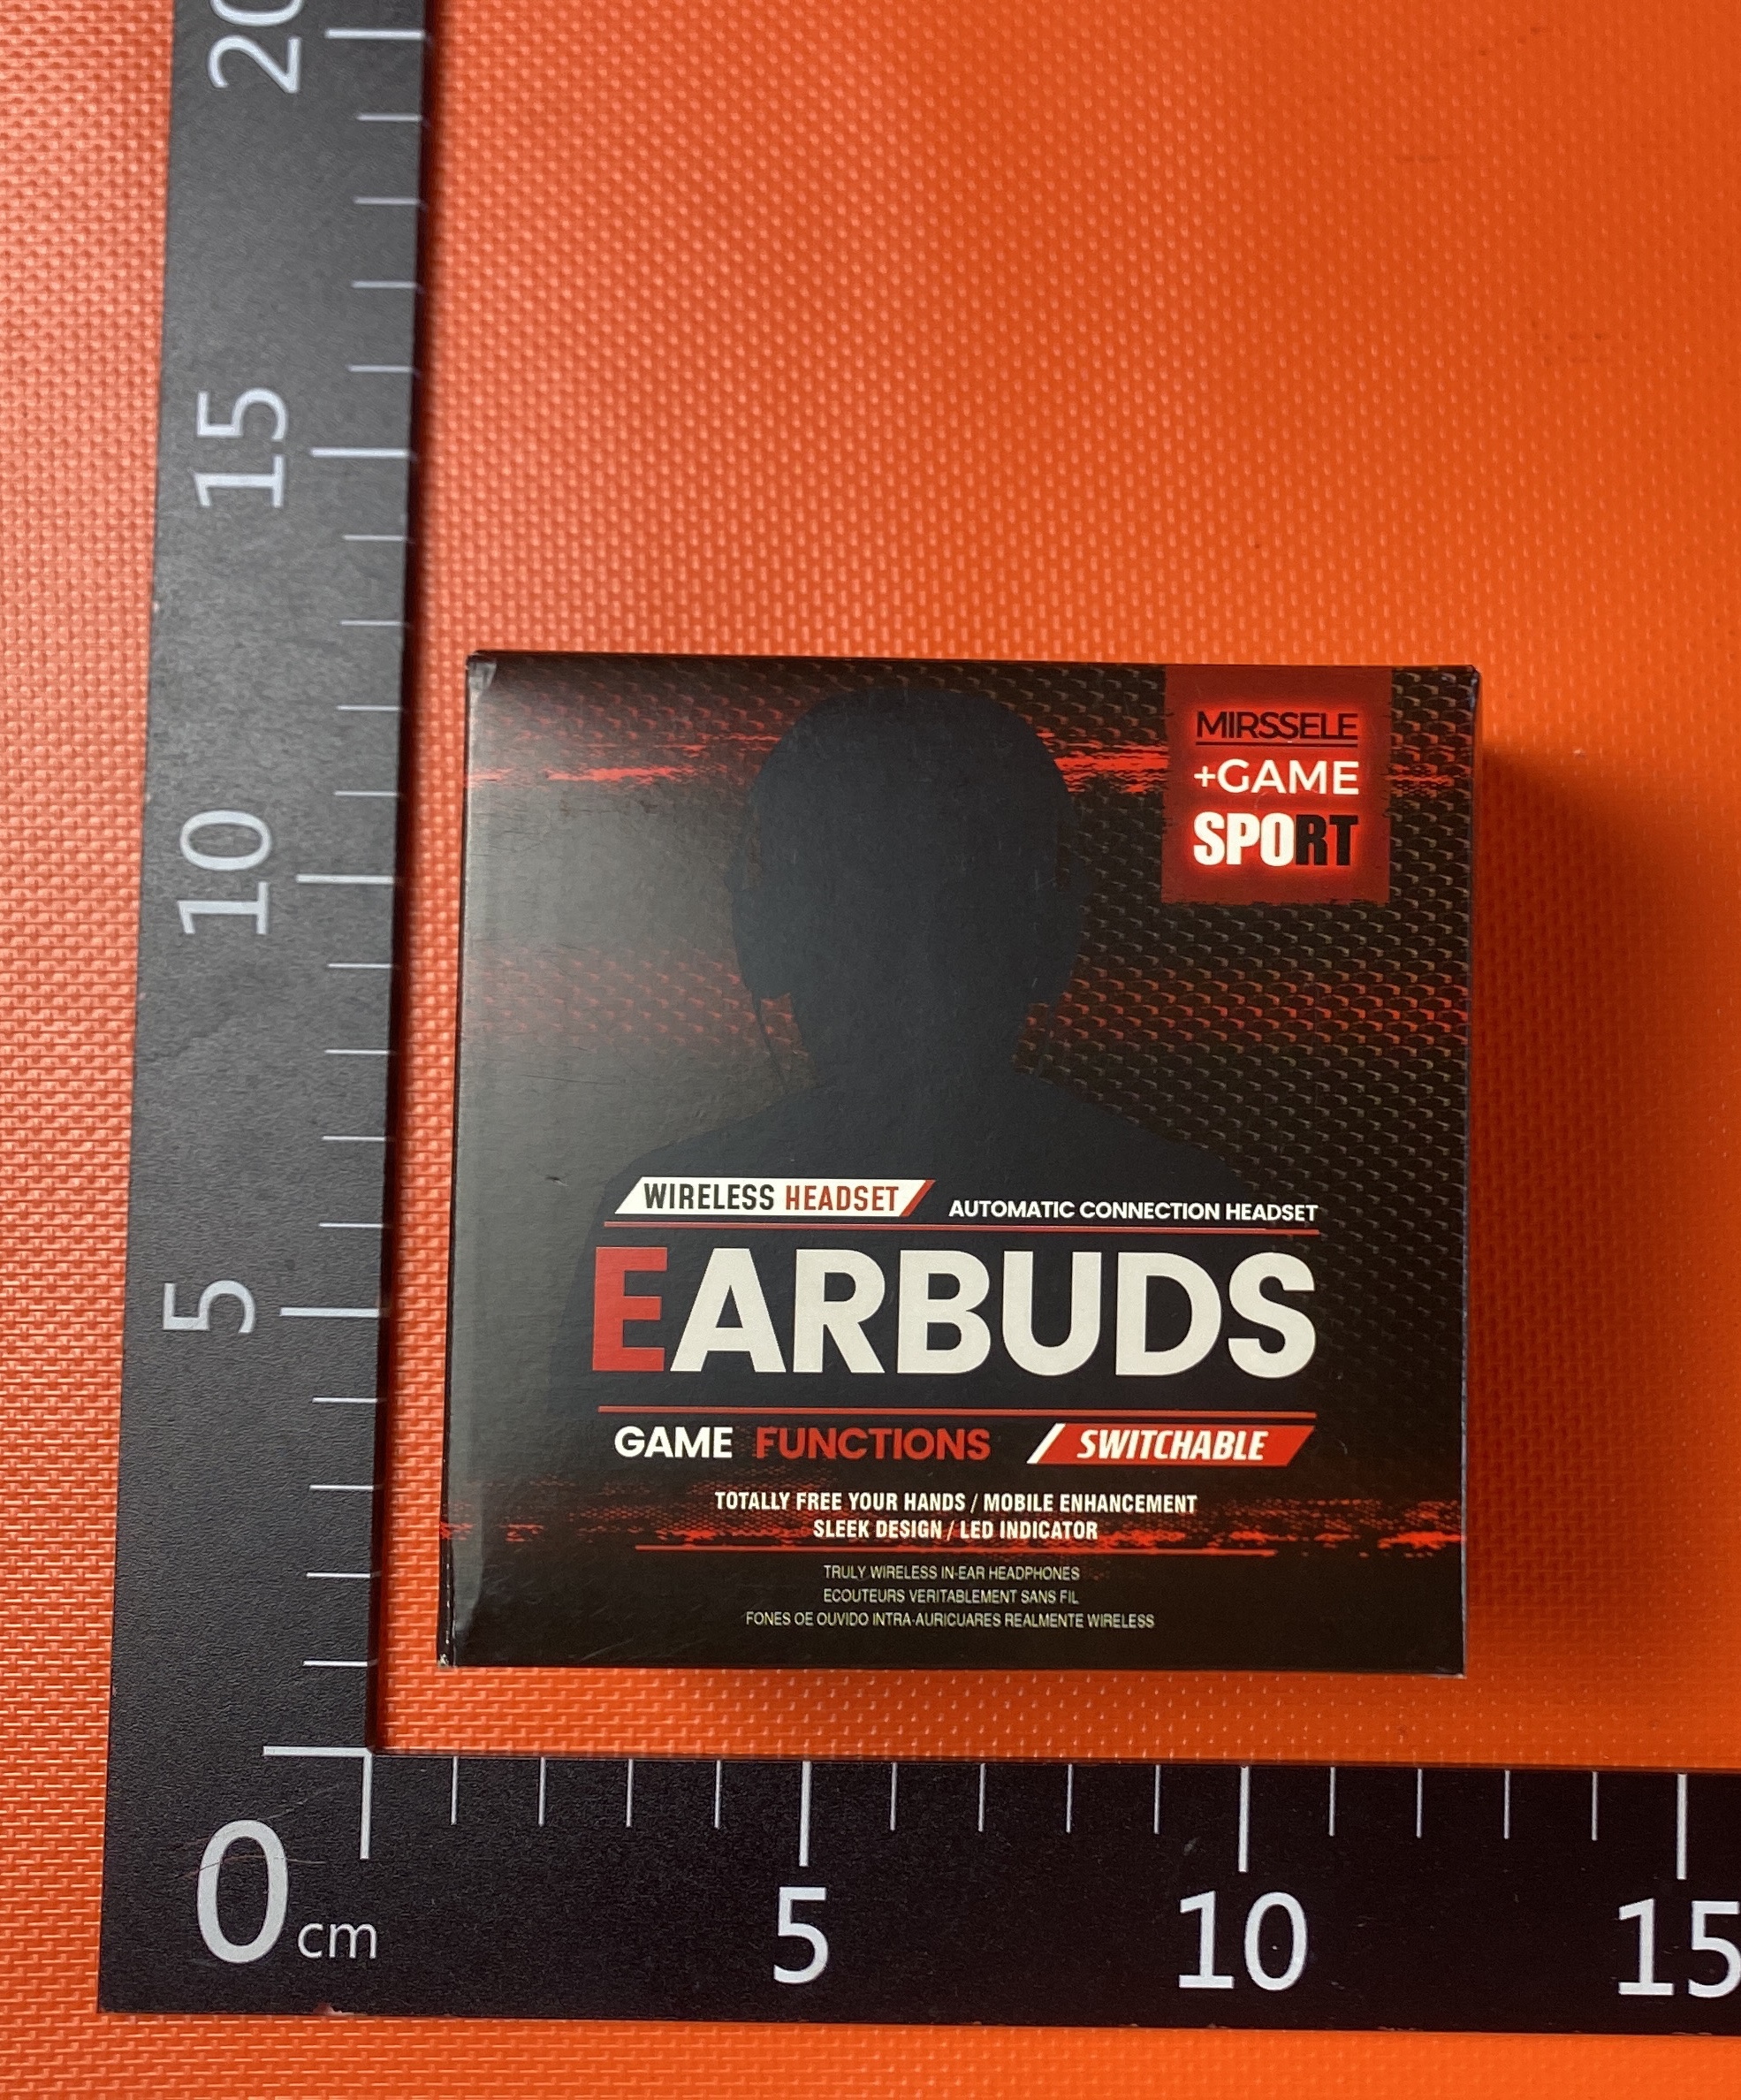 20
15
10
5
MIRSSELE
+GAME
SPORT
WIRELESS HEADSET
AUTOMATIC CONNECTION HEADSET
EARBUDS
GAME FUNCTIONS SWITCHABLE
TOTALLY FREE YOUR HANDS / MOBILE ENHANCEMENT
SLEEK DESIGN / LED INDICATOR
TRULY WIRELESS IN-EAR HEADPHONES
ECOUTEURS VERITABLEMENT SANS FIL
FONES OE OUVIDO INTRA-AURICUARES REALMENTE WIRELESS
0 cm 5 10 15